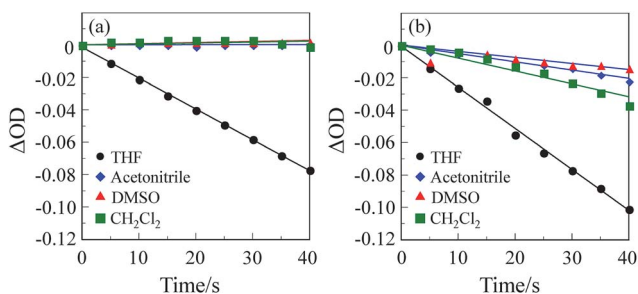 (a)
ΔOD
0
-0.02
-0.04
-0.06
-0.08
-0.10
-0.12
THF
Acetonitrile
DMSO
CH₂Cl₂
0 10 20 30 40
Time/s
(b)
ΔOD
0
-0.02
-0.04
-0.06
-0.08
-0.10
-0.12
THF
Acetonitrile
DMSO
CH₂Cl₂
0 10 20 30 40
Time/s